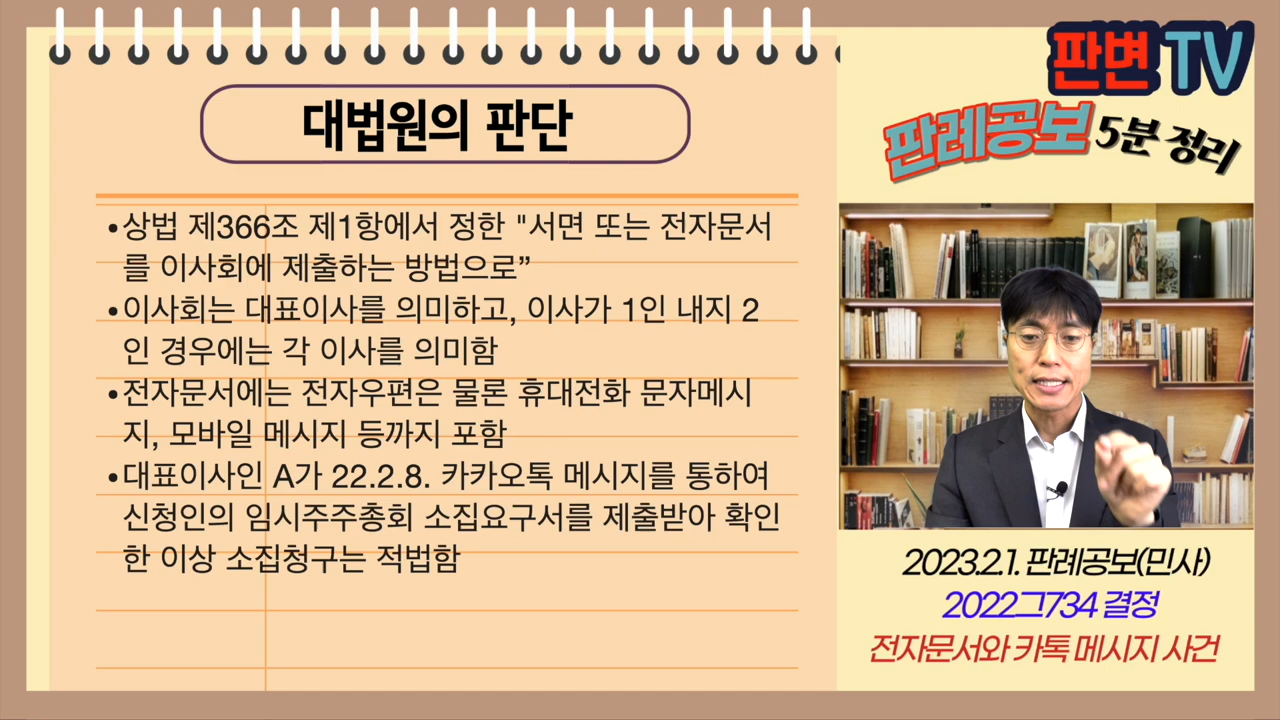 대법원의 판단
•상법 제366조 제1항에서 정한 "서면 또는 전자문서
를 이사회에 제출하는 방법으로”
•이사회는 대표이사를 의미하고, 이사가 1인 내지 2
인 경우에는 각 이사를 의미함
•전자문서에는 전자우편은 물론 휴대전화 문자메시
지, 모바일 메시지 등까지 포함
•대표이사인 A가 22.2.8. 카카오톡 메시지를 통하여
신청인의 임시주주총회 소집요구서를 제출받아 확인
한 이상 소집청구는 적법함
판변 TV
판례공보 5분 정리
2023.2.1. 판례공보(민사)
2022그734 결정
전자문서와 카톡 메시지 사건